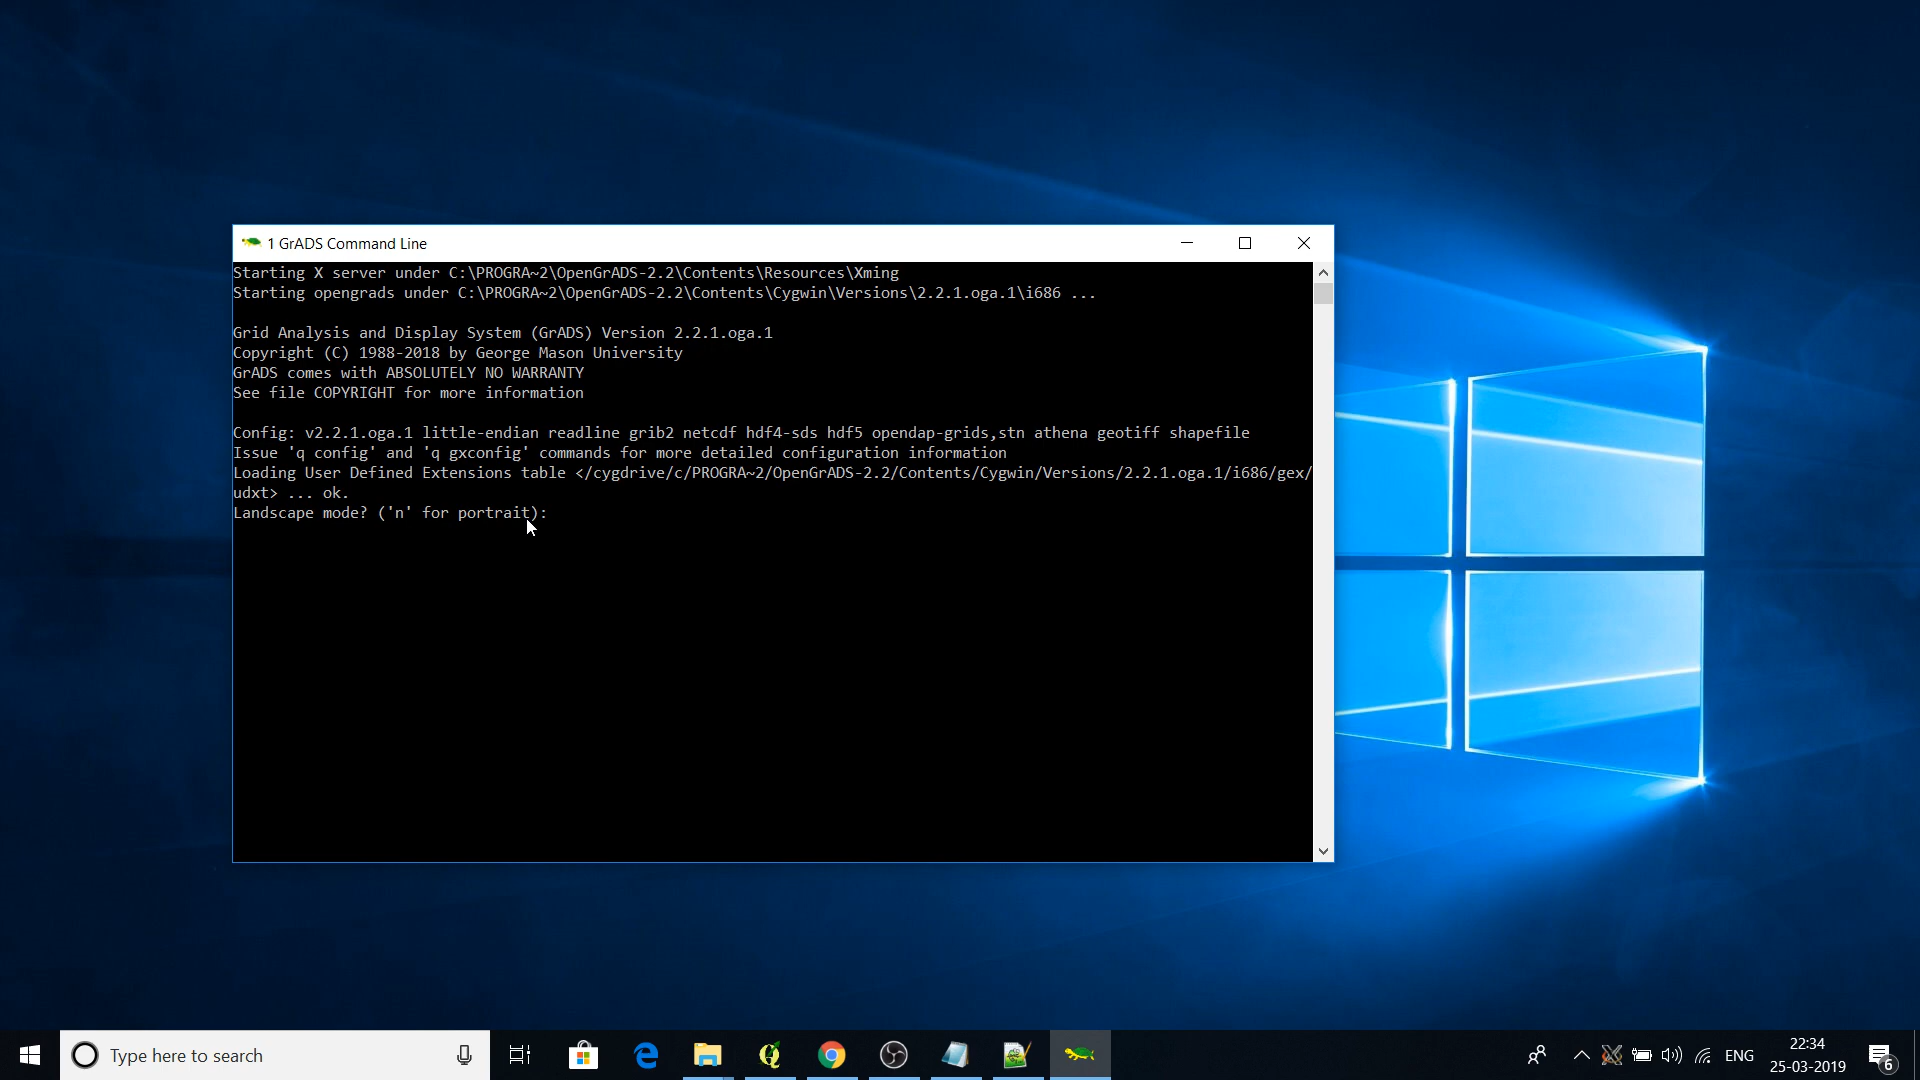 1 GrADS Command Line
Starting X server under C:\PROGRA~2\OpenGrADS-2.2\Contents\Resources\Xming
Starting opengrads under C:\PROGRA~2\OpenGrADS-2.2\Contents\Cygwin\Versions\2.2.1.oga.1\i686 ...
Grid Analysis and Display System (GrADS) Version 2.2.1.oga.1
Copyright (C) 1988-2018 by George Mason University
GrADS comes with ABSOLUTELY NO WARRANTY
See file COPYRIGHT for more information
Config: v2.2.1.oga.1 little-endian readline grib2 netcdf hdf4-sds hdf5 opendap-grids,stn athena geotiff shapefile
Issue 'q config' and 'q gxconfig' commands for more detailed configuration information
Loading User Defined Extensions table </cygdrive/c/PROGRA~2/OpenGrADS-2.2/Contents/Cygwin/Versions/2.2.1.oga.1/i686/gex/
udxt> ... ok.
Landscape mode? ('n' for portrait):
Type here to search
ENG
22:34
25-03-2019
6